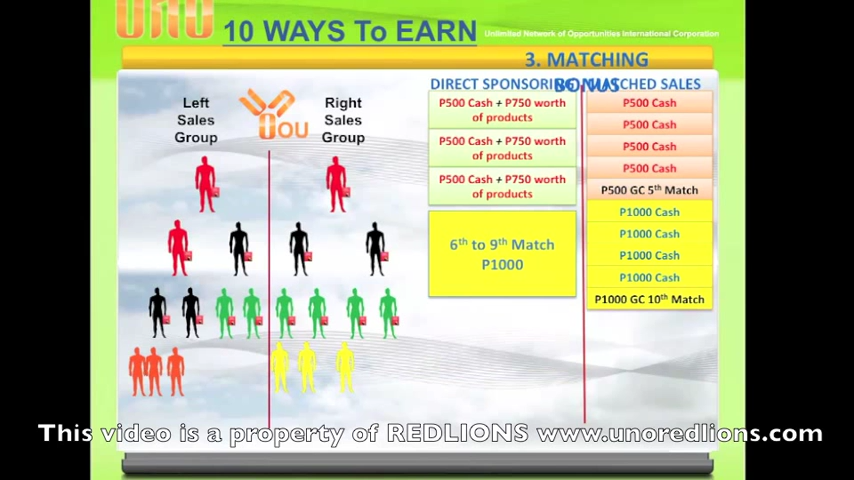 uno
10 WAYS To EARN
Unlimited Network of Opportunities International Corporation
3. MATCHING
BONUS
DIRECT SPONSORING
MATCHED SALES
Left
Sales
Group
YOU
Right
Sales
Group
P500 Cash + P750 worth
of products
P500 Cash + P750 worth
of products
P500 Cash + P750 worth
of products
6th to 9th Match
P1000
P500 Cash
P500 Cash
P500 Cash
P500 Cash
P500 GC 5th Match
P1000 Cash
P1000 Cash
P1000 Cash
P1000 Cash
P1000 GC 10th Match
This video is a property of REDLIONS www.unoredlions.com